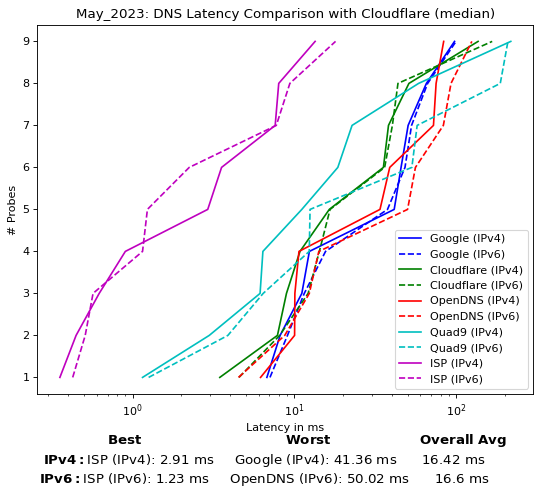 May_2023: DNS Latency Comparison with Cloudflare (median)
# Probes
9
8
7
6
5
4
3
2
1
Google (IPv4)
Google (IPv6)
Cloudflare (IPv4)
Cloudflare (IPv6)
OpenDNS (IPv4)
OpenDNS (IPv6)
Quad9 (IPv4)
Quad9 (IPv6)
ISP (IPv4)
ISP (IPv6)
10⁰ 10¹ 10²
Latency in ms
Best Worst Overall Avg
IPv4: ISP (IPv4): 2.91 ms Google (IPv4): 41.36 ms 16.42 ms
IPv6: ISP (IPv6): 1.23 ms OpenDNS (IPv6): 50.02 ms 16.6 ms